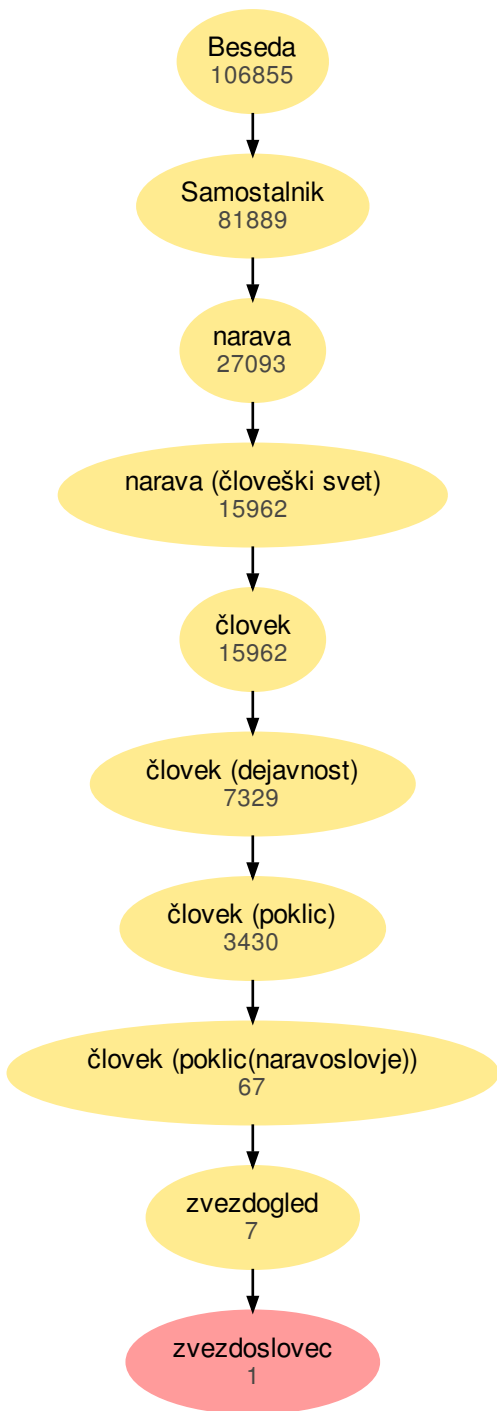 Beseda
106855
Samostalnik
81889
narava
27093
narava (človeški svet)
15962
človek
15962
človek (dejavnost)
7329
človek (poklic)
3430
človek (poklic(naravoslovje))
67
zvezdogled
7
zvezdoslovec
1